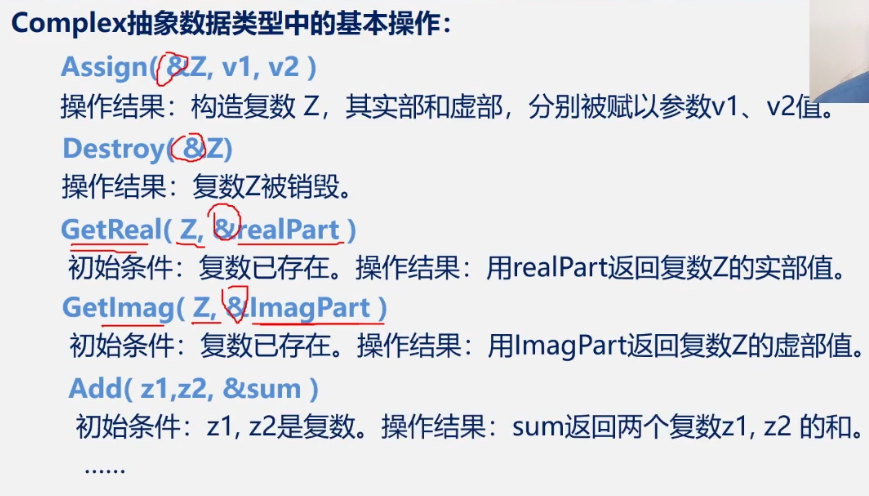 Complex抽象数据类型中的基本操作：
Assign( &Z, v1, v2 )
操作结果：构造复数 Z，其实部和虚部，分别被赋以参数v1、v2值。
Destroy( &Z)
操作结果：复数Z被销毁。
GetReal( Z, &realPart )
初始条件：复数已存在。操作结果：用realPart返回复数Z的实部值。
GetImag( Z, &ImagPart )
初始条件：复数已存在。操作结果：用ImagPart返回复数Z的虚部值。
Add( z1,z2, &sum )
初始条件：z1, z2是复数。操作结果：sum返回两个复数z1, z2 的和。
......